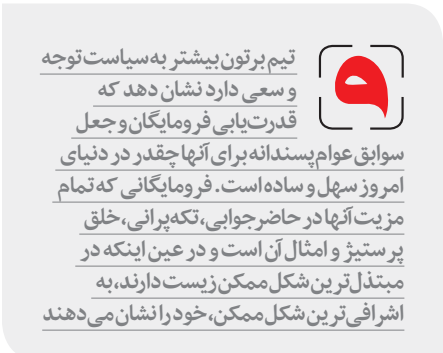 تیم برتون بیشتر به سیاست توجه
و سعی دارد نشان دهد که
قدرت‌یابی فرومایگان و جعل
سوابق عوام‌پسندانه برای آنها چقدر در دنیای
امروز سهل و ساده است. فرومایگانی که تمام
مزیت آنها در حاضرجوابی، تکه‌پرانی، خلق
پرستیژ و امثال آن است و در عین اینکه در
مبتذل‌ترین شکل ممکن زیست دارند، به
اشرافی‌ترین شکل ممکن، خود را نشان می‌دهند